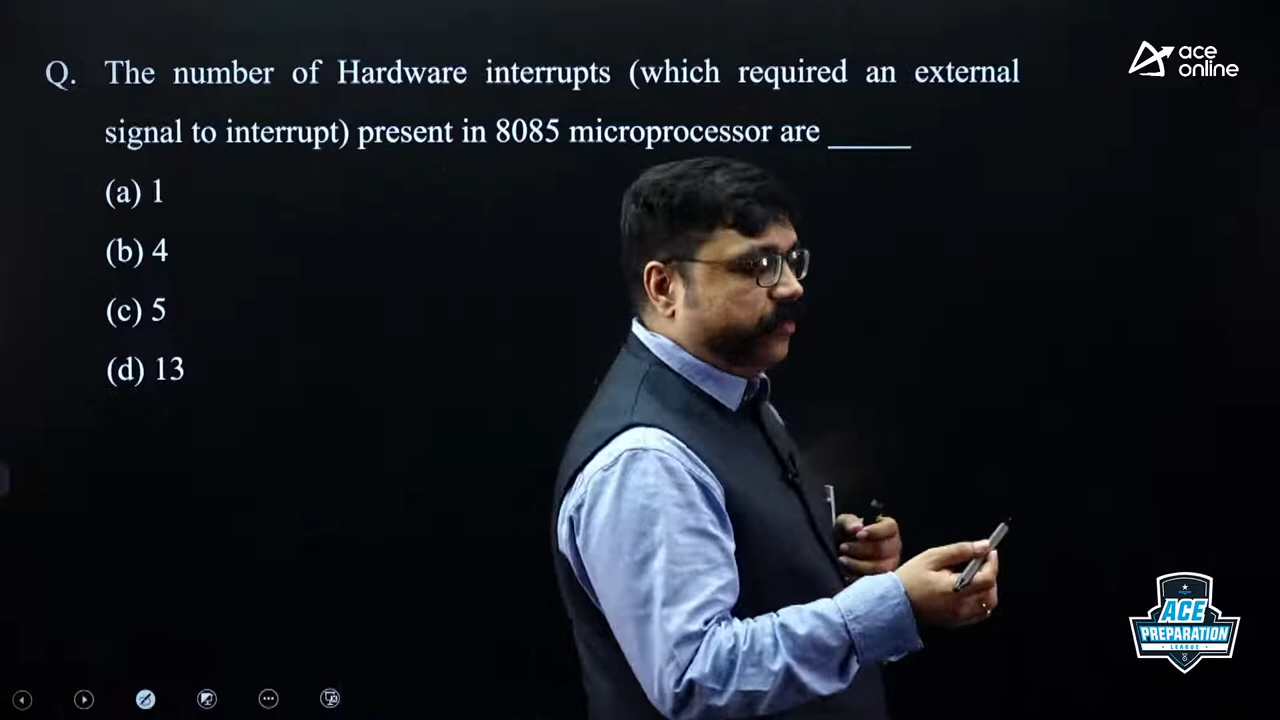 Q. The number of Hardware interrupts (which required an external
signal to interrupt) present in 8085 microprocessor are _____
(a) 1
(b) 4
(c) 5
(d) 13
ace
online
ACE
PREPARATION
LEAGUE